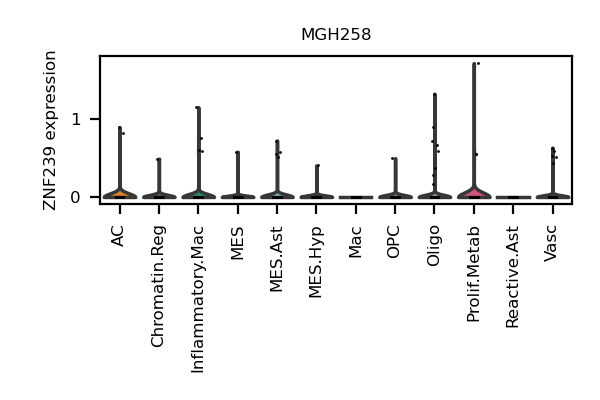 MGH258
ZNF239 expression
1
0
AC
Chromatin.Reg
Inflammatory.Mac
MES
MES.Ast
MES.Hyp
Mac
OPC
Oligo
Prolif.Metab
Reactive.Ast
Vasc